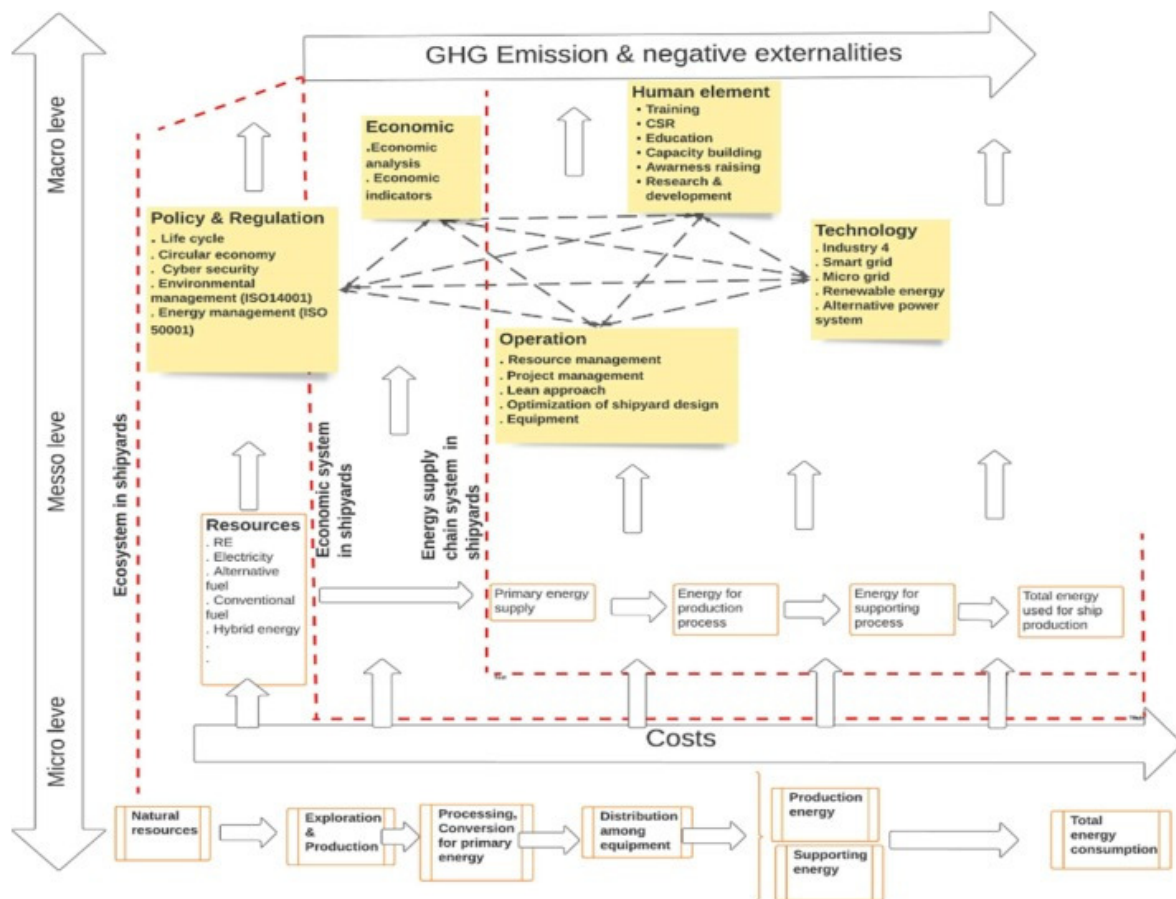 GHG Emission & negative externalities
Macro leve
Messo leve
Micro leve
Human element
• Training
• CSR
• Education
• Capacity building
• Awarness raising
• Research &
development
Economic
.Economic
analysis
. Economic
indicators
Policy & Regulation
. Life cycle
. Circular economy
. Cyber security
. Environmental
management (ISO14001)
. Energy management (ISO
50001)
Technology
. Industry 4
. Smart grid
. Micro grid
. Renewable energy
. Alternative power
system
Operation
. Resource management
. Project management
. Lean approach
. Optimization of shipyard design
. Equipment
Ecosystem in shipyards
Economic system
in shipyards
Energy supply
chain system in
shipyards
Resources
. RE
. Electricity
. Alternative
fuel
. Conventional
fuel
. Hybrid energy
.
.
Primary energy
supply
Energy for
production
process
Energy for
supporting
process
Total energy
used for ship
production
Costs
Natural
resources
Exploration
&
Production
Processing,
Conversion
for primary
energy
Distribution
among
equipment
Production
energy
Supporting
energy
Total
energy
consumption